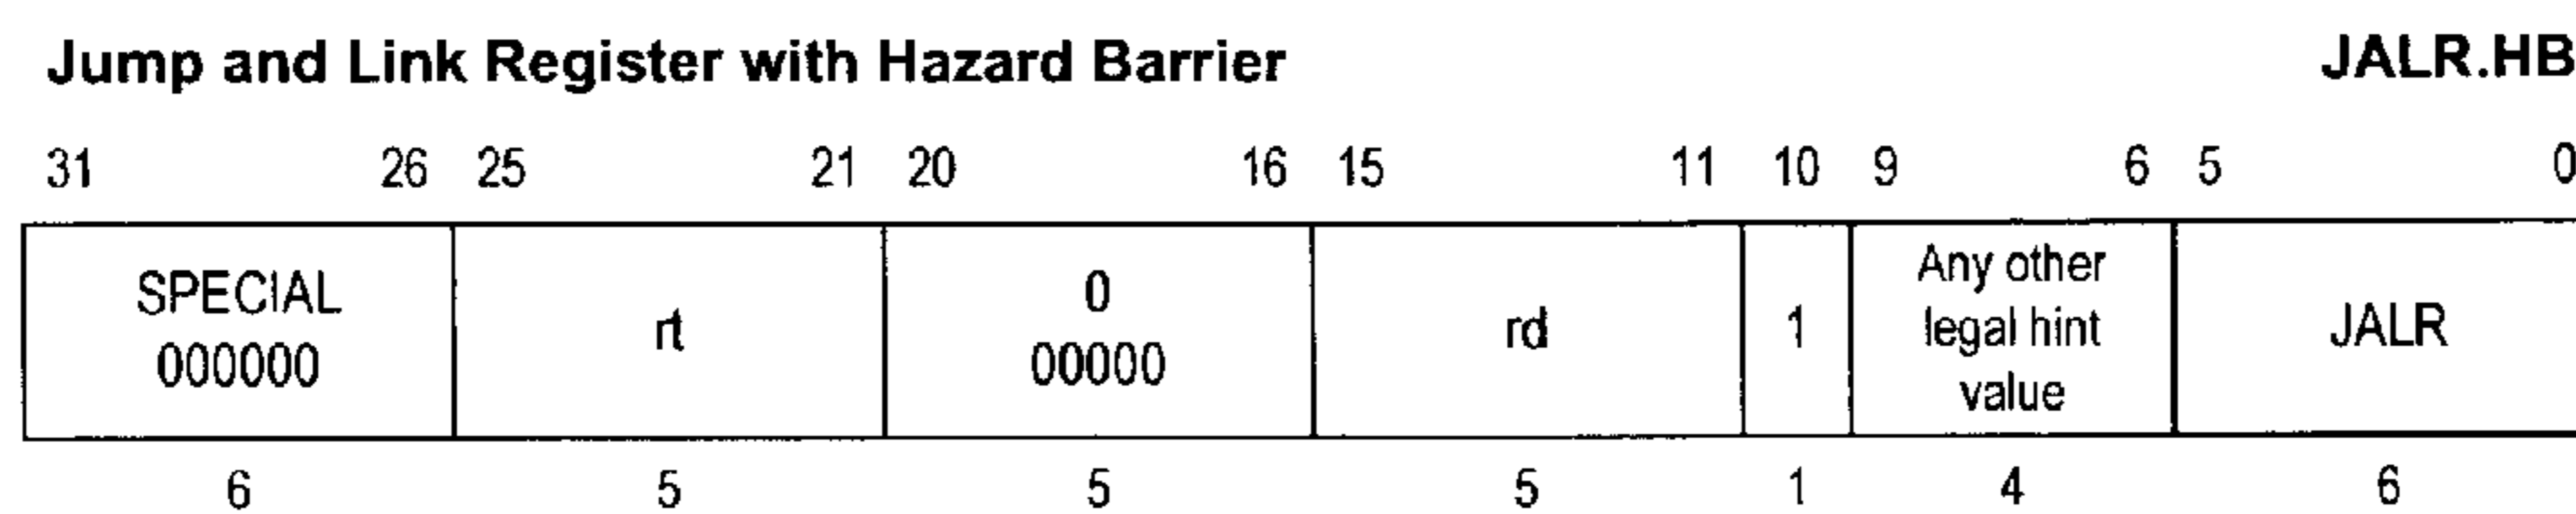 Jump and Link Register with Hazard Barrier JALR.HB
31 26 25 21 20 16 15 11 10 9 6 5 0
SPECIAL
000000
rt
0
00000
rd
1
Any other
legal hint
value
JALR
6 5 5 5 1 4 6